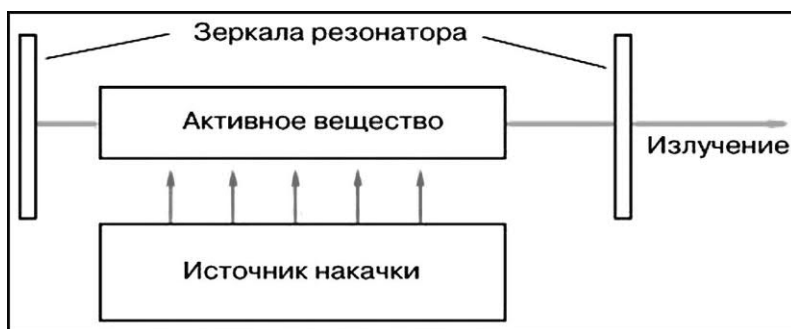 Зеркала резонатора
Активное вещество
Излучение
Источник накачки